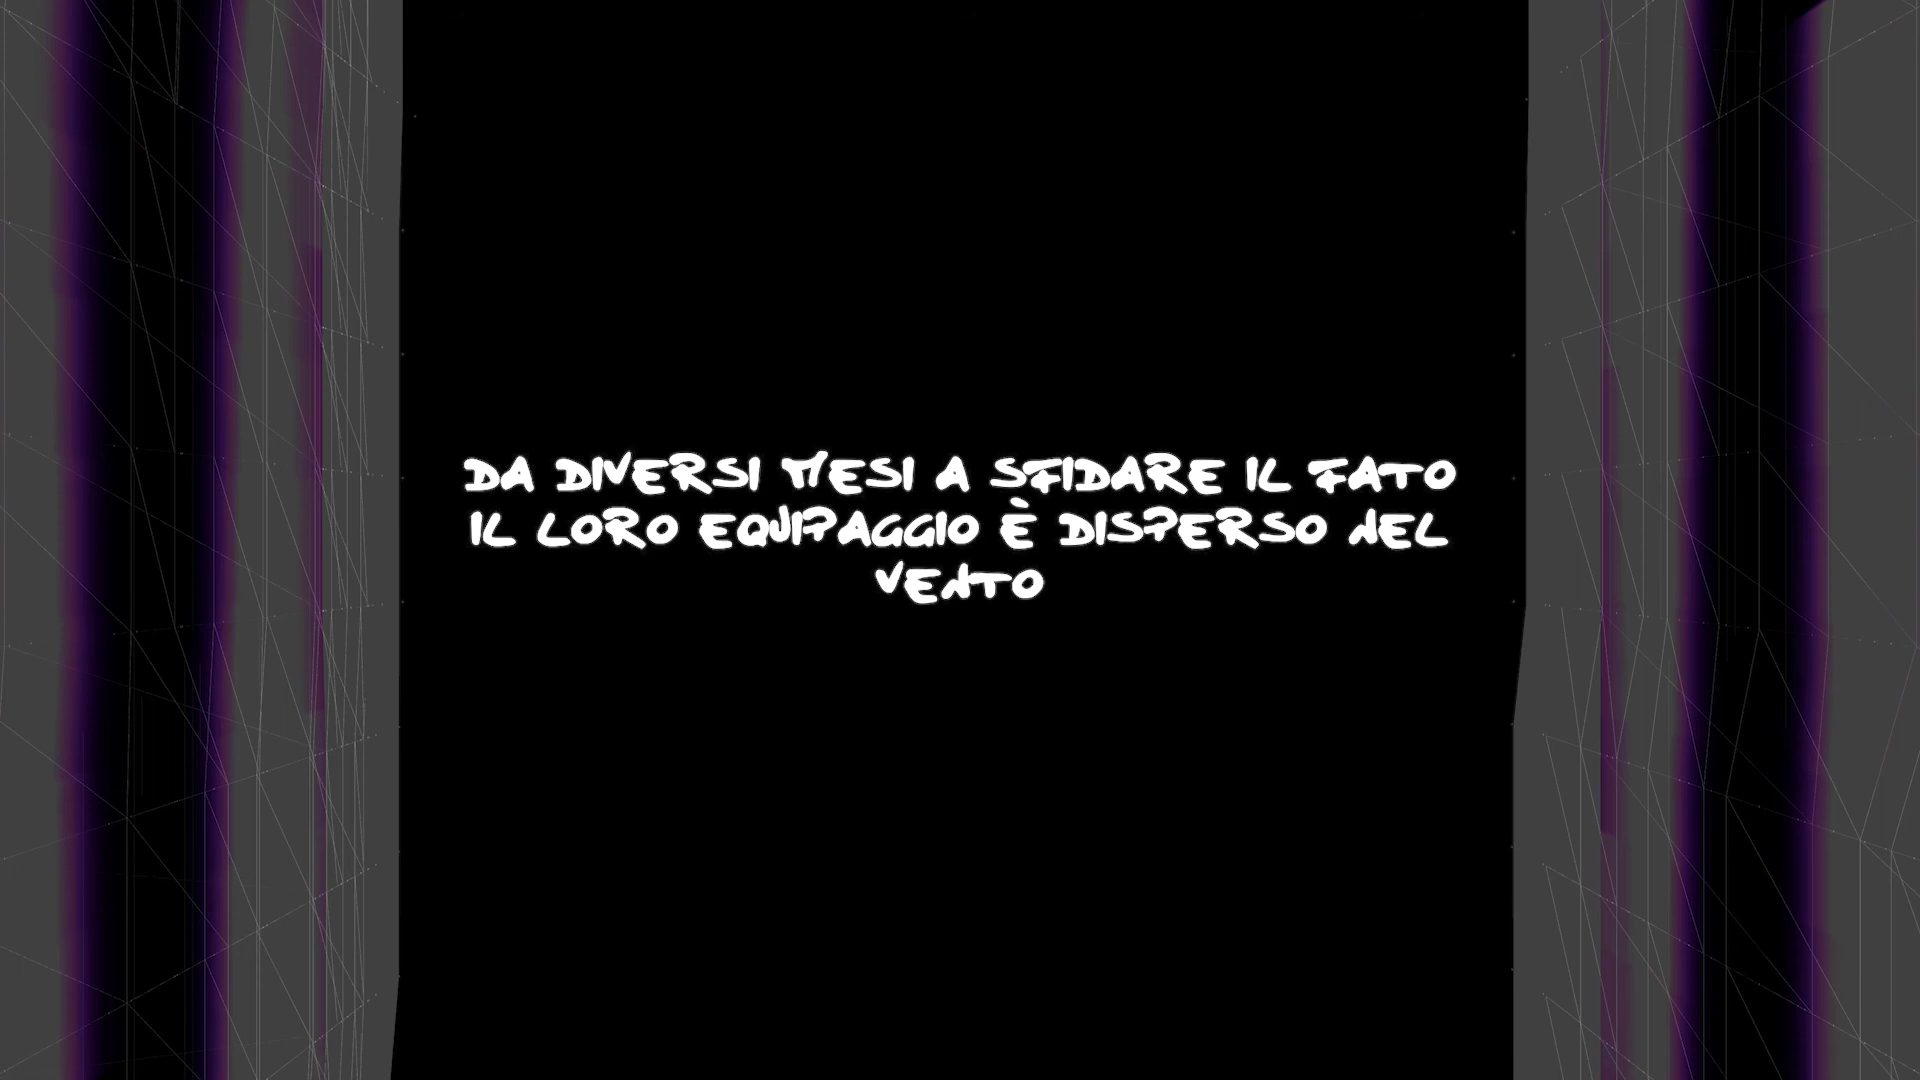 DA DIVERSI MESI A SFIDARE IL FATO
IL LORO EQUIPAGGIO È DISPERSO NEL
VENTO